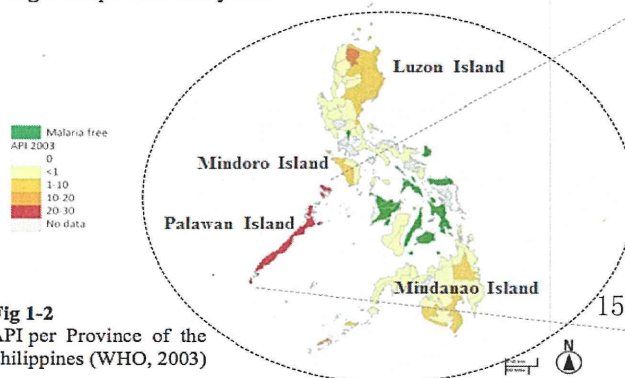 Luzon Island
Malaria free
API 2003
0
<1
1-10
10-20
20-30
No data
Mindoro Island
Palawan Island
Mindanao Island
15
Fig 1-2
API per Province of the
Philippines (WHO, 2003)
N